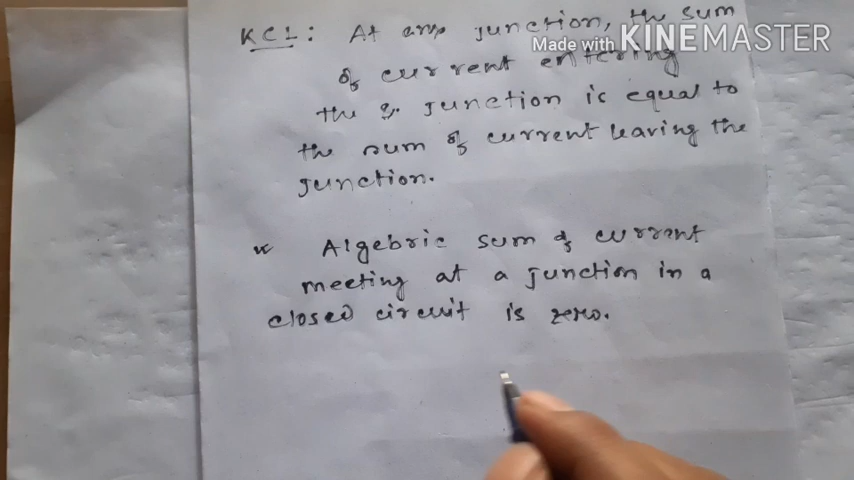 KCL: At any junction, the sum
Made with KINEMASTER
of current entering
the junction is equal to
the sum of current leaving the
junction.
Algebric sum of current
meeting at a junction in a
closed circuit is zero.